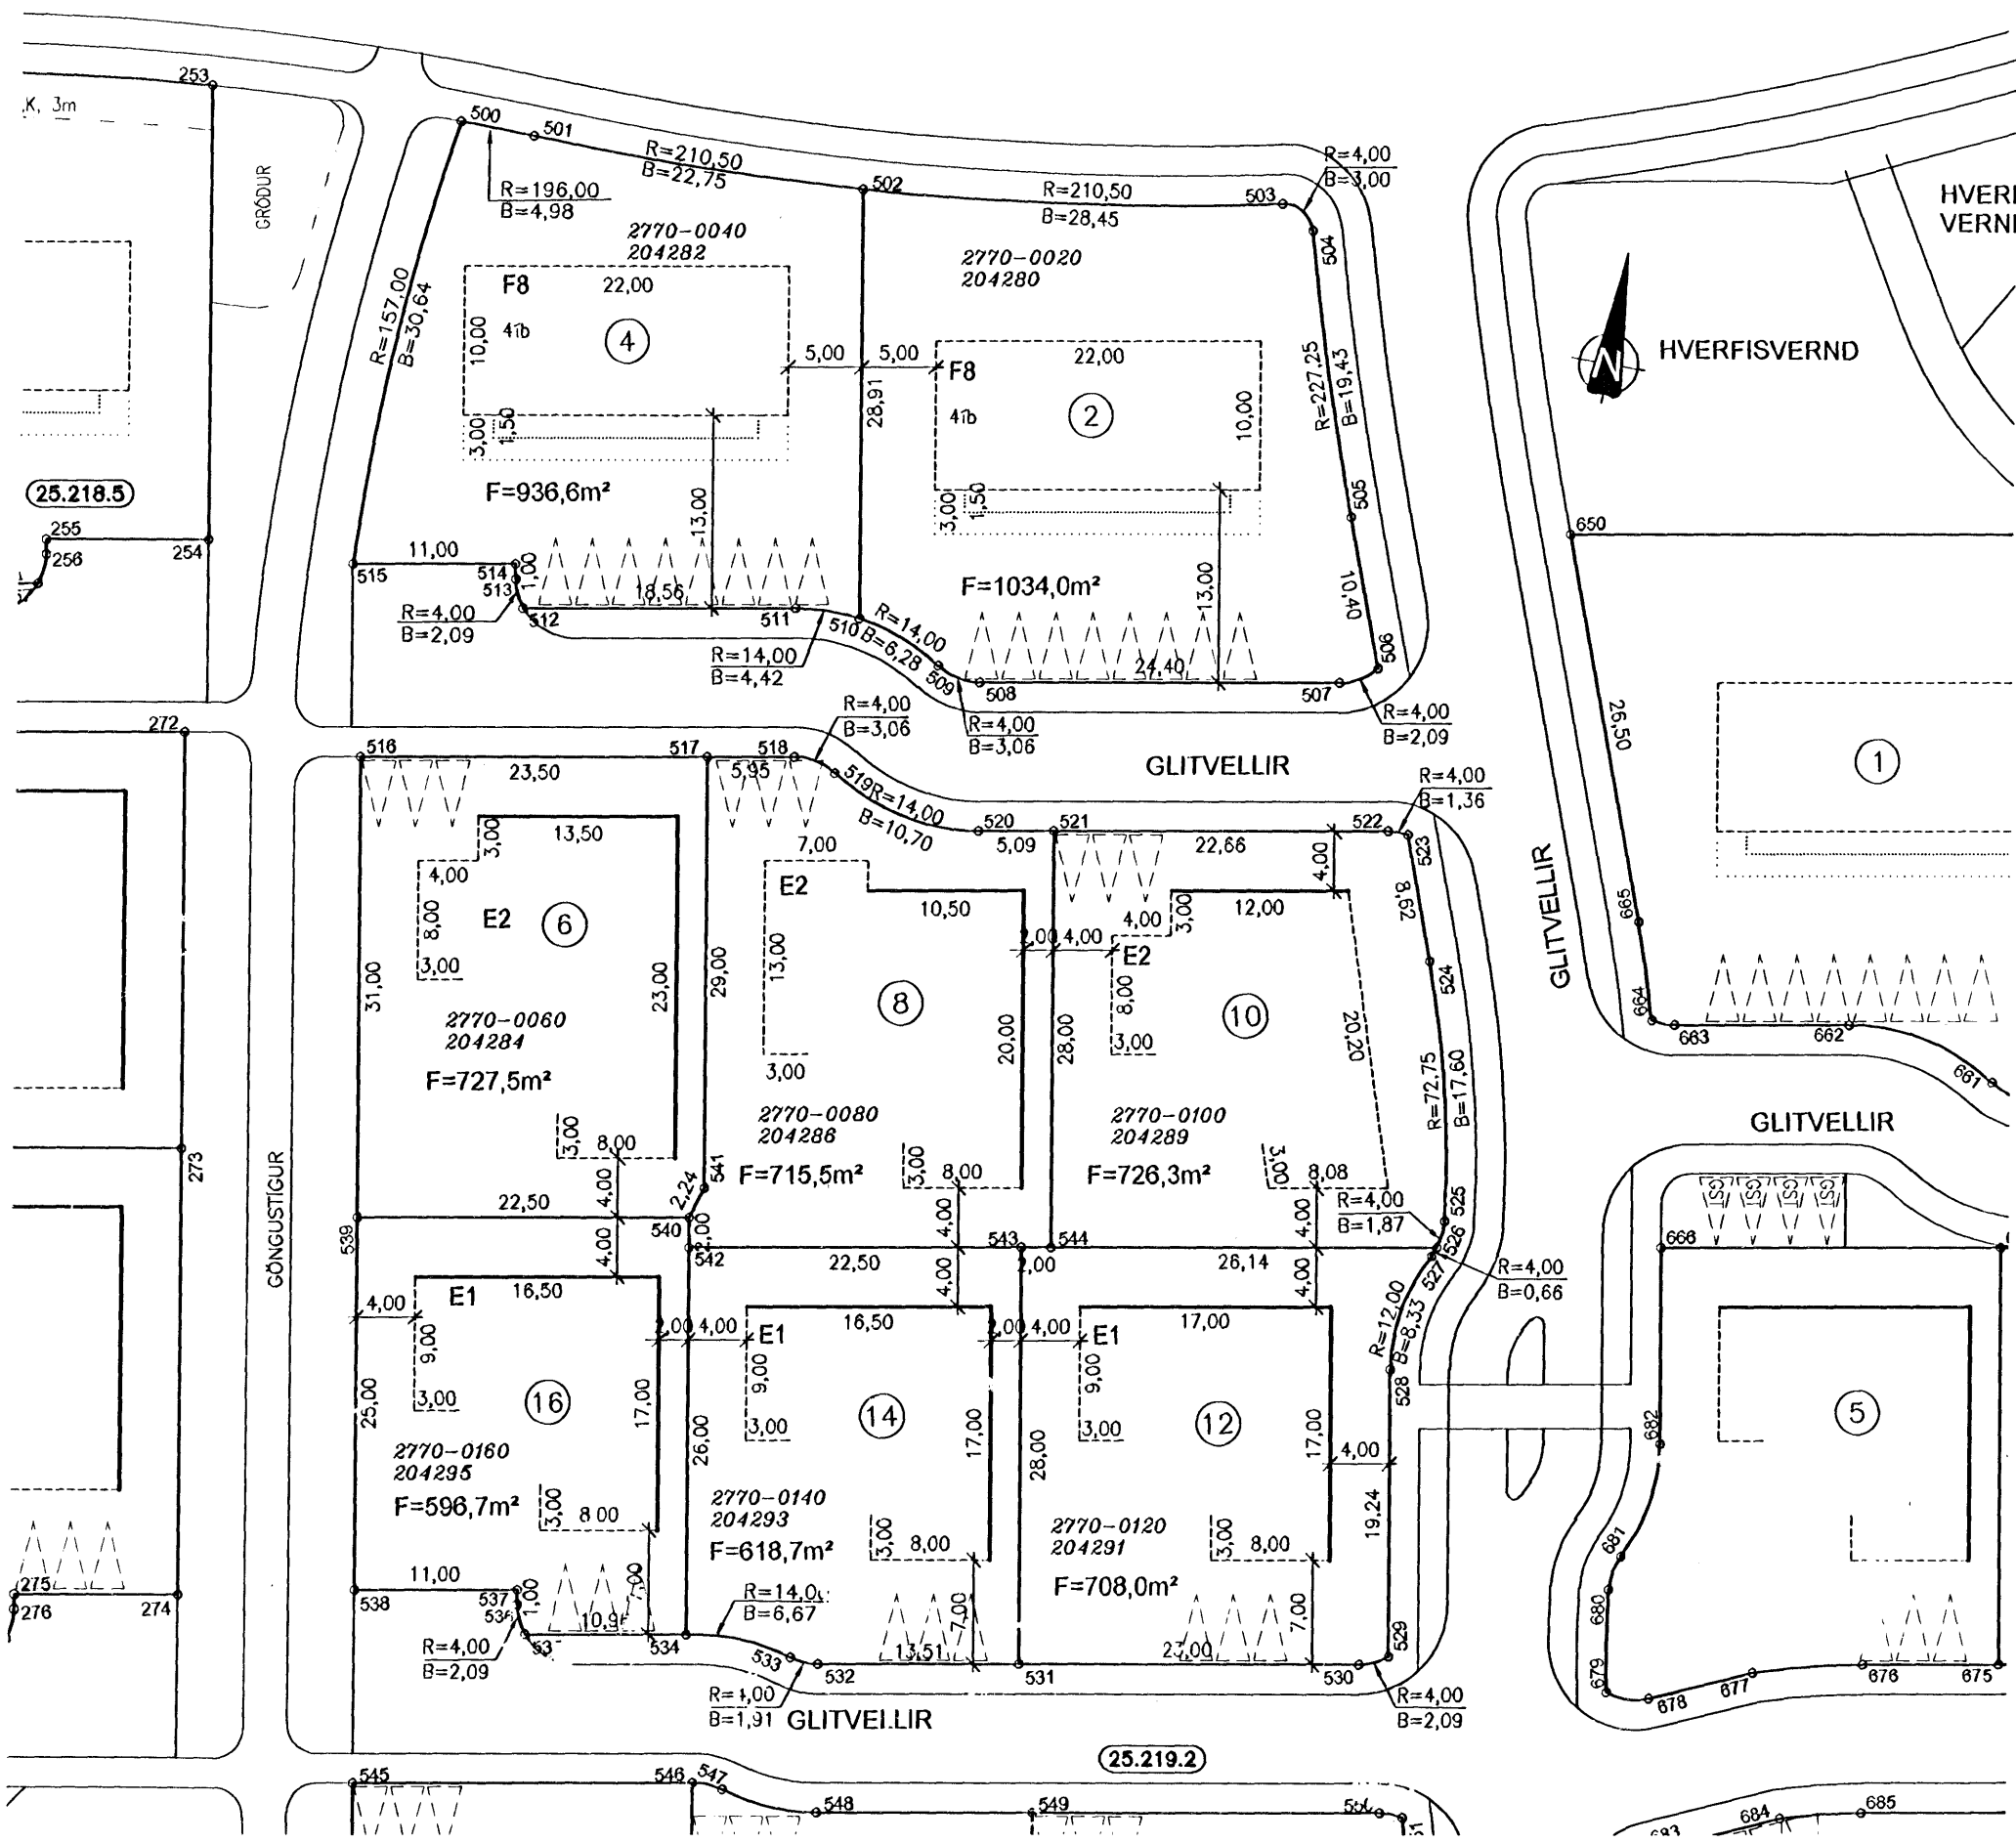 253
K, 3m
GRÓÐUR
500
501
R=210,50
B=22,75
R=196,00
B=4,98
502
R=210,50
B=28,45
503
R=4,00
B=3,00
504
2770-0040
204282
2770-0020
204280
HVERFISVERND
R=157,00
B=30,64
F8
22,00
4íb
10,00
4
5,00
5,00
F8
22,00
4íb
2
10,00
28,91
R=227,25
B=19,43
3,00
1,50
F=936,6m²
13,00
3,00
1,50
505
25.218.5
255
256
254
650
515
11,00
514
513
1,00
18,56
512
511
510
R=4,00
B=2,09
R=14,00
B=4,42
R=14,00
B=6,28
509
508
F=1034,0m²
13,00
24,40
10,40
506
507
R=4,00
B=2,09
R=4,00
B=3,06
R=4,00
B=3,06
272
516
23,50
517
5,95
518
519
R=14,00
B=10,70
520
5,09
521
22,66
522
523
R=4,00
B=1,36
GLITVELLIR
26,50
1
GLITVELLIR
3,00
13,50
4,00
8,00
E2
6
3,00
31,00
23,00
29,00
7,00
E2
10,50
13,00
8
3,00
20,00
4,00
4,00
12,00
4,00
3,00
E2
8,00
10
3,00
28,00
20,20
8,62
524
665
664
663
662
661
2770-0060
204284
F=727,5m²
2770-0080
204286
F=715,5m²
2770-0100
204289
F=726,3m²
R=72,75
B=17,60
GLITVELLIR
273
GÖNGUSTÍGUR
3,00
8,00
4,00
541
2,24
3,00
8,00
4,00
3,00
8,08
4,00
R=4,00
B=1,87
525
526
527
R=4,00
B=0,66
539
22,50
540
542
4,00
22,50
543
544
2,00
4,00
26,14
4,00
GST
GST
GST
GST
666
4,00
E1
16,50
9,00
3,00
16
17,00
25,00
4,00
E1
16,50
9,00
3,00
14
17,00
26,00
4,00
E1
17,00
9,00
3,00
12
17,00
28,00
R=12,00
B=8,33
528
4,00
19,24
5
682
681
680
679
678
677
676
675
2770-0160
204295
F=596,7m²
3,00
8 00
2770-0140
204293
F=618,7m²
3,00
8,00
2770-0120
204291
F=708,0m²
3,00
8,00
275
276
274
538
11,00
537
1,00
R=4,00
B=2,09
534
R=14,0
B=6,67
533
532
7,00
13,51
531
7,00
530
529
R=4,00
B=2,09
B=1,91
GLITVELLIR
25.219.2
545
546
547
548
549
684
685